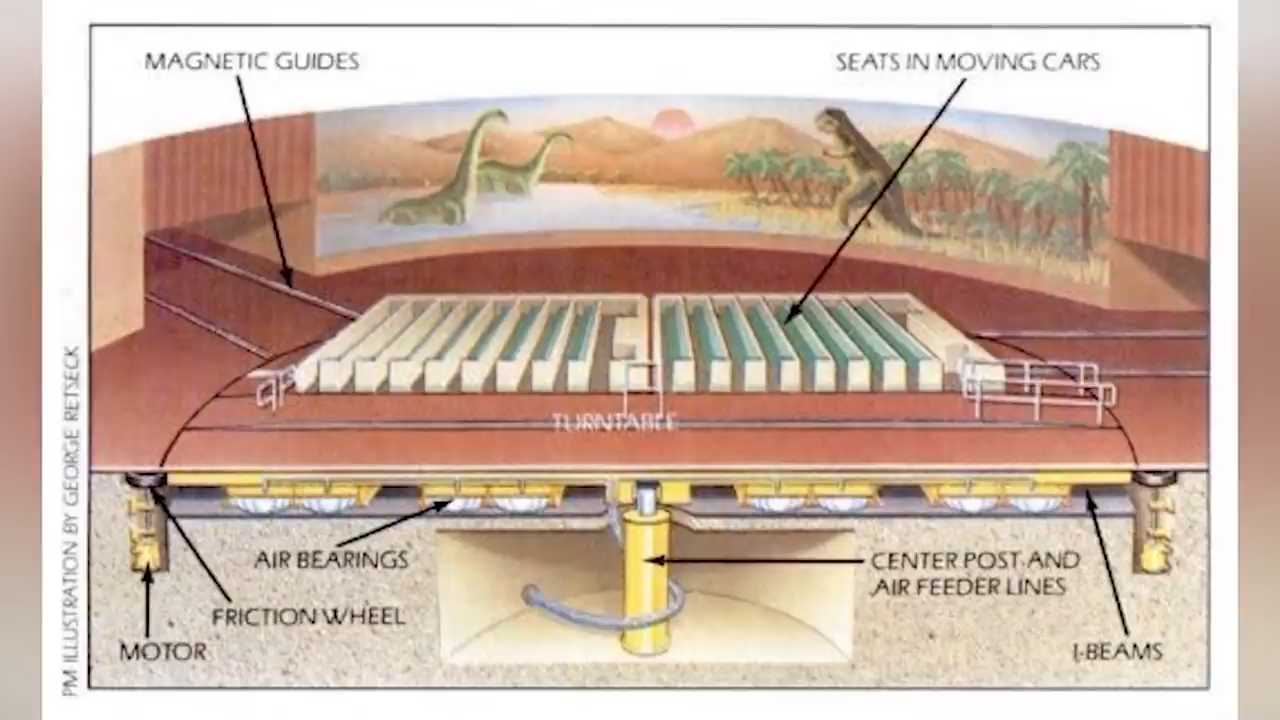 MAGNETIC GUIDES
SEATS IN MOVING CARS
TURNTABLE
AIR BEARINGS
CENTER POST AND
AIR FEEDER LINES
FRICTION WHEEL
MOTOR
I-BEAMS
PM ILLUSTRATION BY GEORGE RETSECK